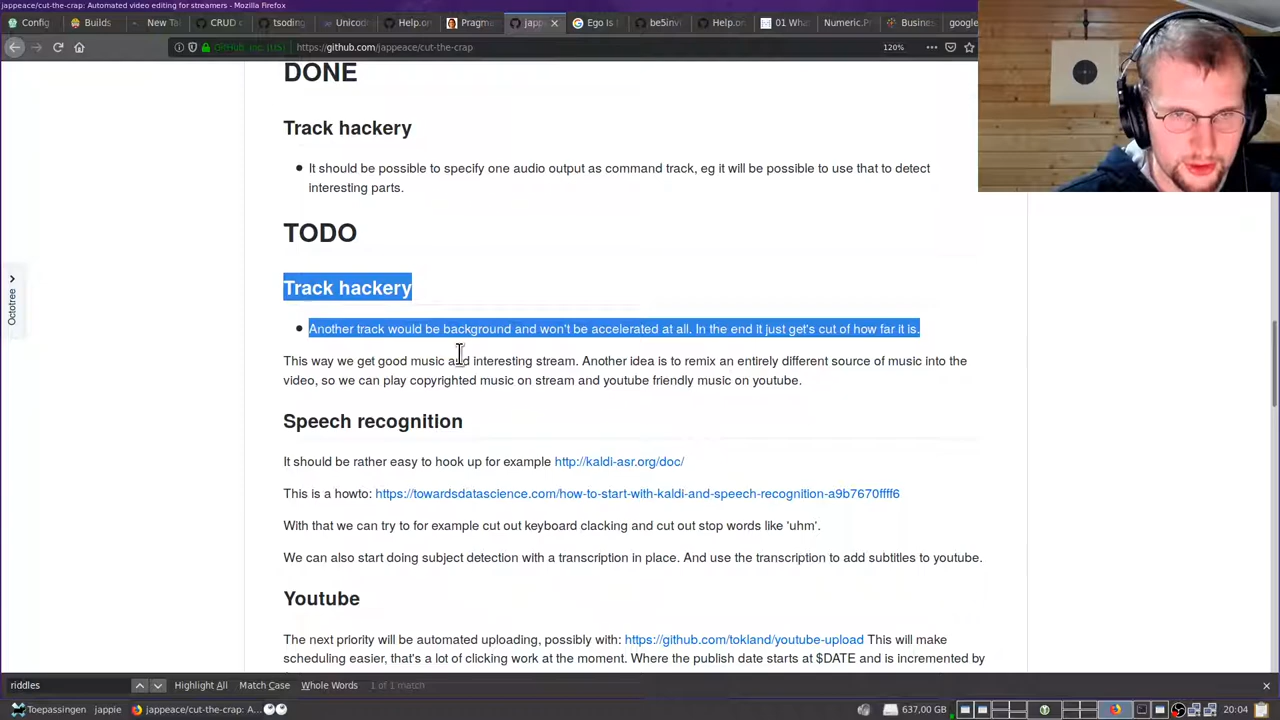 jappeace/cut-the-crap: Automated video editing for streamers - Mozilla Firefox
Config
Builds
New Tab
CRUD
tsoding
Unicod
Help.on
Pragm
jappe
Ego Is
be5invi
Help.on
01 What
Numeric.Pr
Busines
google
GitHub, Inc. (US)
https://github.com/jappeace/cut-the-crap
120%
DONE
Track hackery
It should be possible to specify one audio output as command track, eg it will be possible to use that to detect
interesting parts.
TODO
Octotree
Track hackery
Another track would be background and won't be accelerated at all. In the end it just get's cut of how far it is.
This way we get good music and interesting stream. Another idea is to remix an entirely different source of music into the
video, so we can play copyrighted music on stream and youtube friendly music on youtube.
Speech recognition
It should be rather easy to hook up for example http://kaldi-asr.org/doc/
This is a howto: https://towardsdatascience.com/how-to-start-with-kaldi-and-speech-recognition-a9b7670ffff6
With that we can try to for example cut out keyboard clacking and cut out stop words like 'uhm'.
We can also start doing subject detection with a transcription in place. And use the transcription to add subtitles to youtube.
Youtube
The next priority will be automated uploading, possibly with: https://github.com/tokland/youtube-upload This will make
scheduling easier, that's a lot of clicking work at the moment. Where the publish date starts at $DATE and is incremented by
riddles
Highlight All
Match Case
Whole Words
1 of 1 match
Toepassingen
jappie
jappeace/cut-the-crap: A...
637,00 GB
20:04